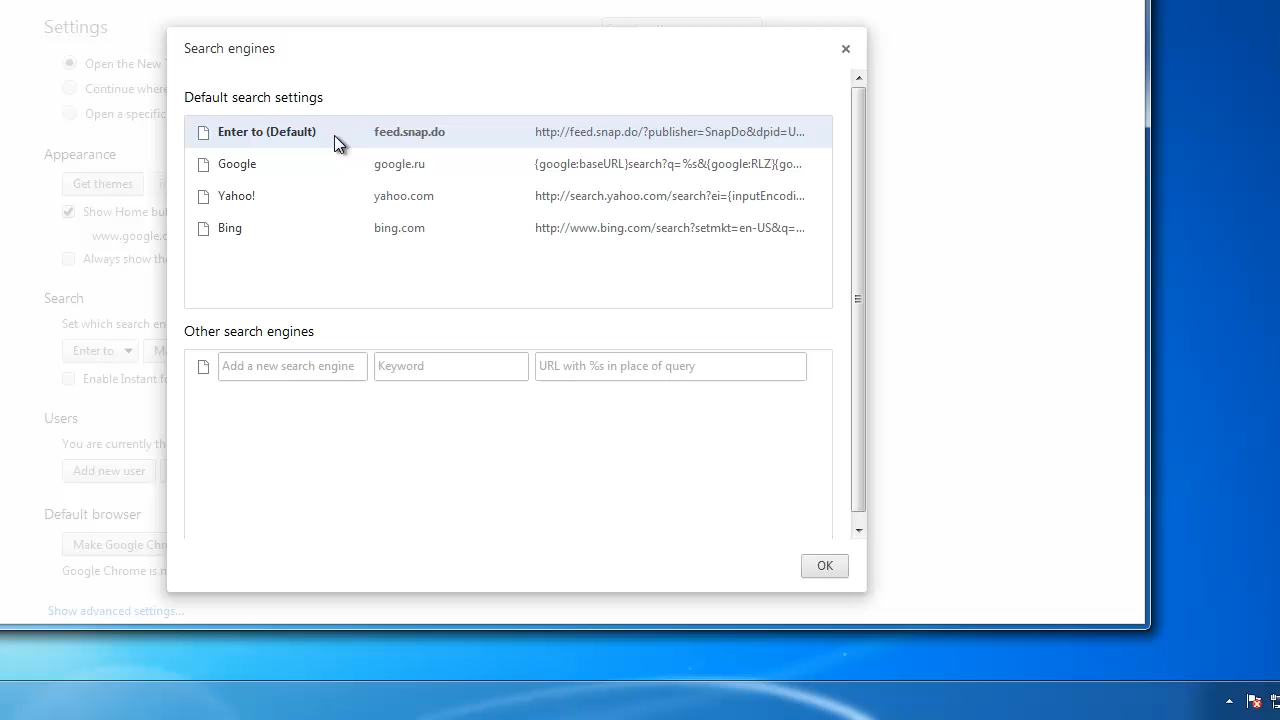 Settings
Search engines
Open the New
Continue where
Open a specific
Default search settings
Enter to (Default) feed.snap.do http://feed.snap.do/?publisher=SnapDo&dpid=U...
Google google.ru {google:baseURL}search?q=%s&{google:RLZ}{go...
Yahoo! yahoo.com http://search.yahoo.com/search?ei={inputEncodi...
Bing bing.com http://www.bing.com/search?setmkt=en-US&q=...
Appearance
Get themes
Show Home but
www.google.c
Always show the
Search
Set which search en
Enter to
Enable Instant fo
Other search engines
Add a new search engine Keyword URL with %s in place of query
Users
You are currently th
Add new user
Default browser
Make Google Chro
Google Chrome is n
Show advanced settings...
OK